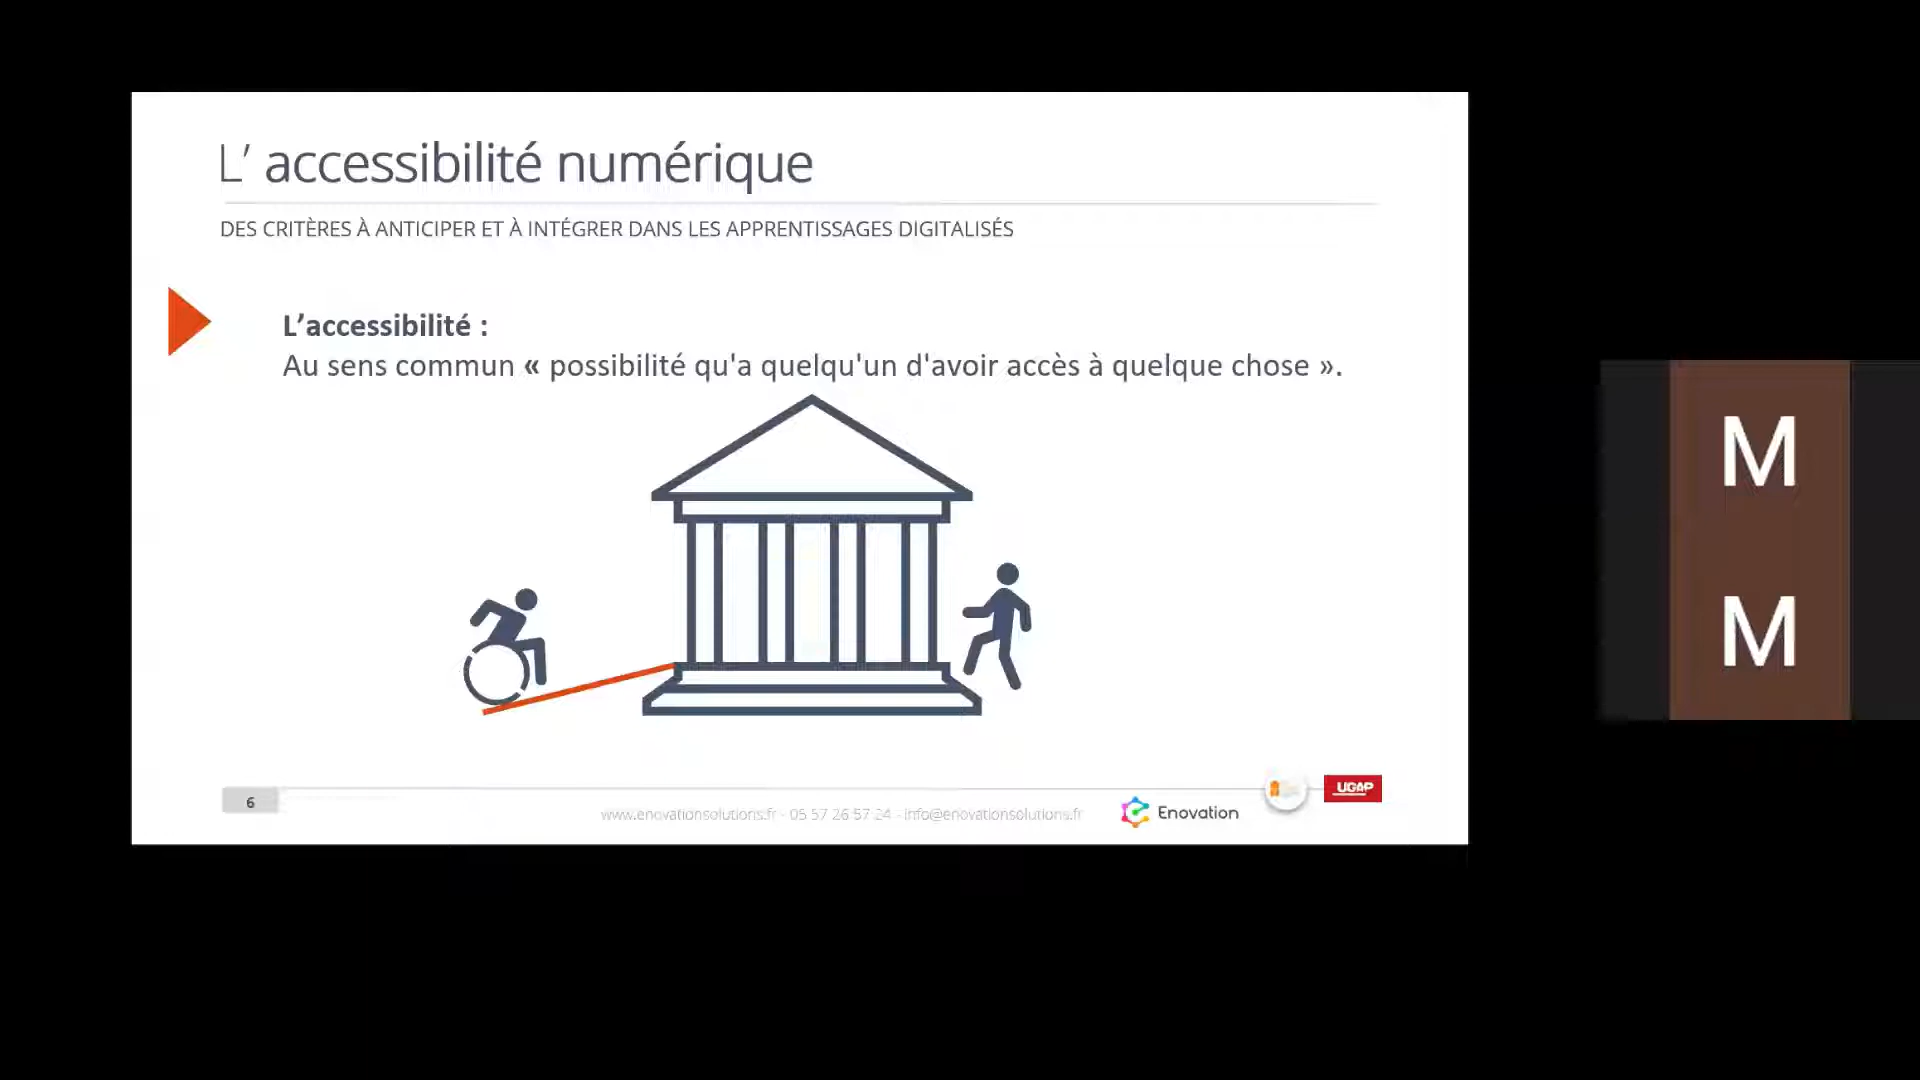 L’ accessibilité numérique
DES CRITÈRES À ANTICIPER ET À INTÉGRER DANS LES APPRENTISSAGES DIGITALISÉS
L’accessibilité :
Au sens commun « possibilité qu'a quelqu'un d'avoir accès à quelque chose ».
6
www.enovationsolutions.fr - 05 57 26 57 24 - info@enovationsolutions.fr
Enovation
UGAP
M
M